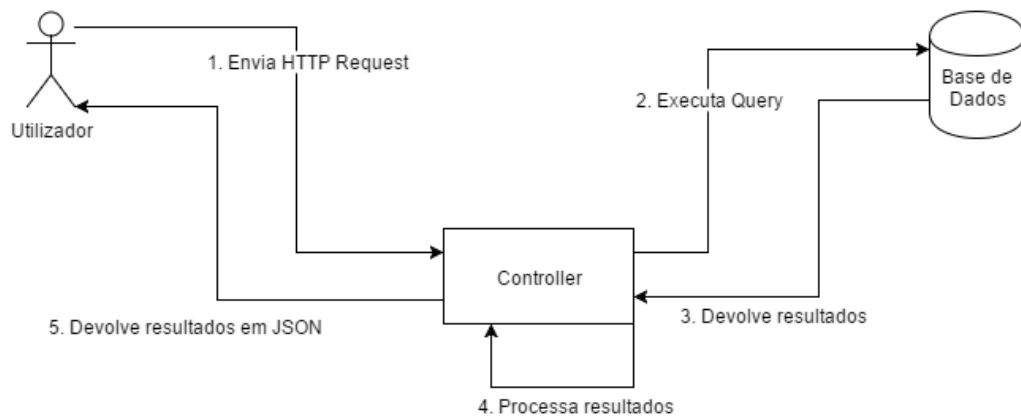 1. Envia HTTP Request
2. Executa Query
Base de
Dados
Utilizador
Controller
5. Devolve resultados em JSON
3. Devolve resultados
4. Processa resultados